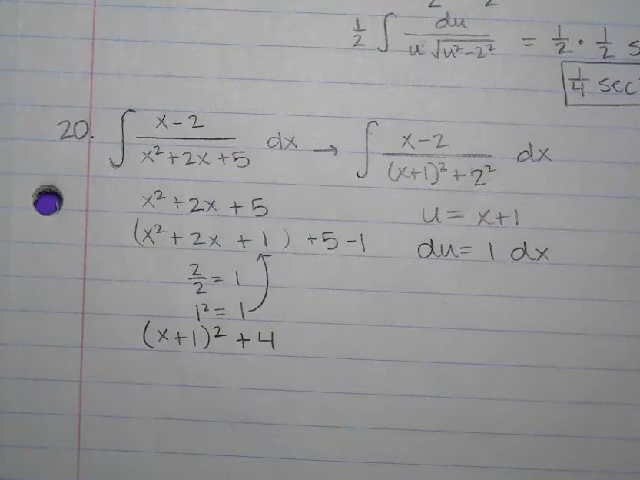 1/2 ∫ du / u √u²-2² = 1/2 · 1/2 s
1/4 sec
20. ∫ x-2 / x²+2x+5 dx → ∫ x-2 / (x+1)²+2² dx
x²+2x+5
u = x+1
(x²+2x+1) +5-1
du = 1 dx
2/2 = 1
1² = 1
(x+1)² +4